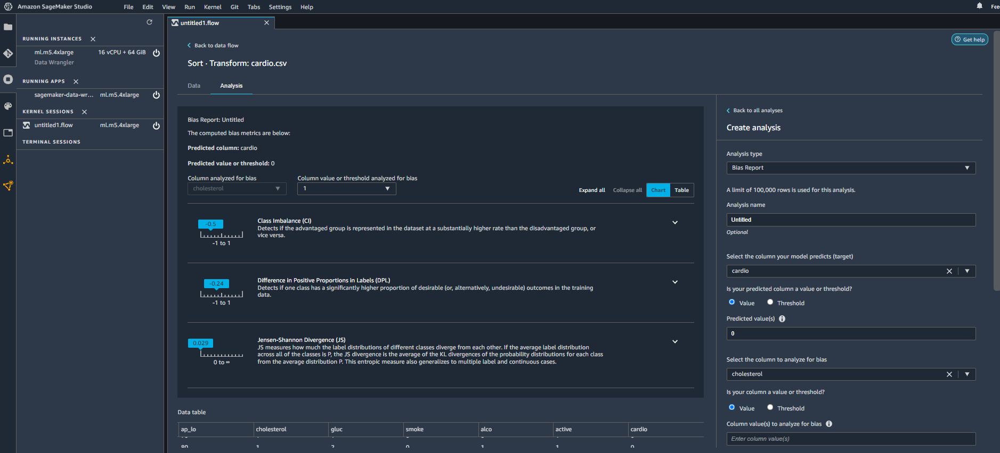 Amazon SageMaker Studio
File Edit View Run Kernel Git Tabs Settings Help
RUNNING INSTANCES
ml.m5.4xlarge 16 vCPU + 64 GiB
Data Wrangler
RUNNING APPS
sagemaker-data-wr... ml.m5.4xlarge
KERNEL SESSIONS
untitled1.flow ml.m5.4xlarge
TERMINAL SESSIONS
untitled1.flow
Get help
Back to data flow
Sort · Transform: cardio.csv
Data Analysis
Bias Report: Untitled
The computed bias metrics are below:
Predicted column: cardio
Predicted value or threshold: 0
Column analyzed for bias Column value or threshold analyzed for bias
cholesterol 1
Expand all Collapse all Chart Table
-0.5
-1 to 1
Class Imbalance (CI)
Detects if the advantaged group is represented in the dataset at a substantially higher rate than the disadvantaged group, or
vice versa.
-0.24
-1 to 1
Difference in Positive Proportions in Labels (DPL)
Detects if one class has a significantly higher proportion of desirable (or, alternatively, undesirable) outcomes in the training
data.
0.029
0 to ∞
Jensen-Shannon Divergence (JS)
JS measures how much the label distributions of different classes diverge from each other. If the average label distribution
across all of the classes is P, the JS divergence is the average of the KL divergences of the probability distributions for each class
from the average distribution P. This entropic measure also generalizes to multiple label and continuous cases.
Data table
ap_lo cholesterol gluc smoke alco active cardio
80 1 2 0 1 1 0
Back to all analyses
Create analysis
Analysis type
Bias Report
A limit of 100,000 rows is used for this analysis.
Analysis name
Untitled
Optional
Select the column your model predicts (target)
cardio
Is your predicted column a value or threshold?
Value Threshold
Predicted value(s)
0
Select the column to analyze for bias
cholesterol
Is your column a value or threshold?
Value Threshold
Column value(s) to analyze for bias
Enter column value(s)